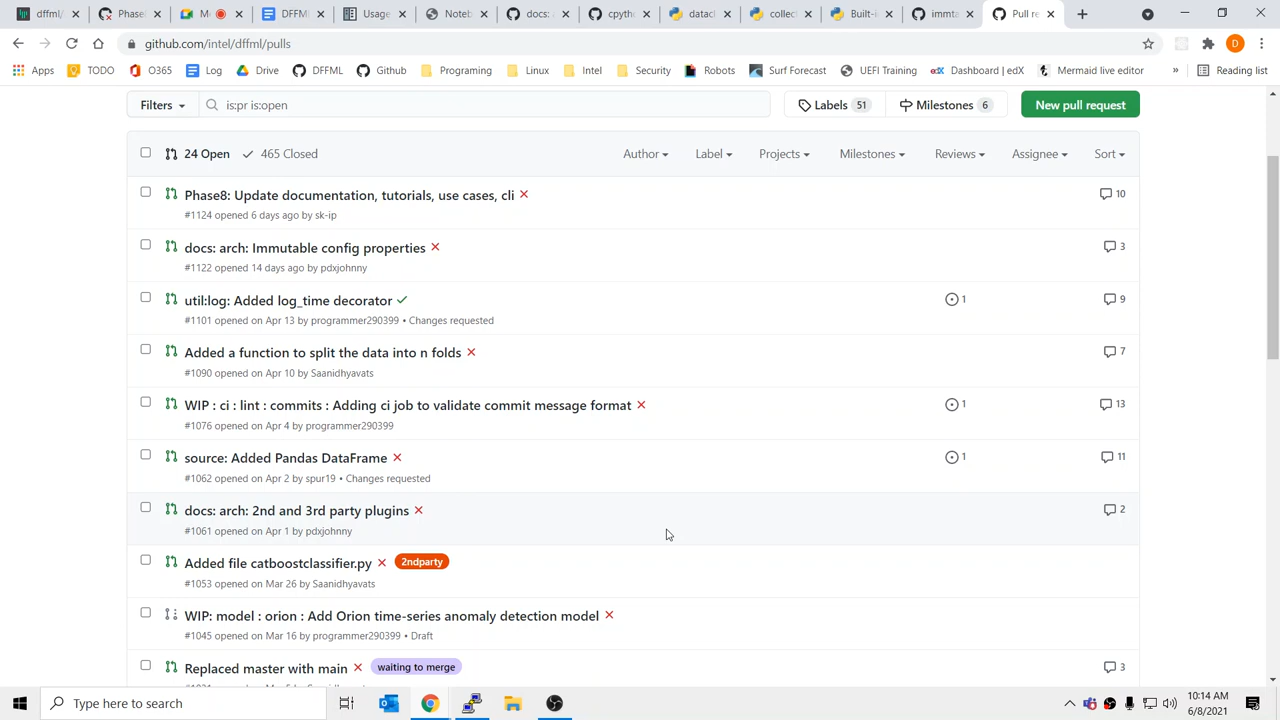 dffml/
Phase
M
DFFM
Usage
Noteb
docs: a
cpyth
datacl
collec
Built-i
immta
Pull re
github.com/intel/dffml/pulls
D
Apps
TODO
O365
Log
Drive
DFFML
Github
Programing
Linux
Intel
Security
Robots
Surf Forecast
UEFI Training
edX
Dashboard | edX
Mermaid live editor
»
Reading list
Filters
is:pr is:open
Labels 51
Milestones 6
New pull request
24 Open
465 Closed
Author
Label
Projects
Milestones
Reviews
Assignee
Sort
Phase8: Update documentation, tutorials, use cases, cli
10
#1124 opened 6 days ago by sk-ip
docs: arch: Immutable config properties
3
#1122 opened 14 days ago by pdxjohnny
util:log: Added log_time decorator
1
9
#1101 opened on Apr 13 by programmer290399 • Changes requested
Added a function to split the data into n folds
7
#1090 opened on Apr 10 by Saanidhyavats
WIP : ci : lint : commits : Adding ci job to validate commit message format
1
13
#1076 opened on Apr 4 by programmer290399
source: Added Pandas DataFrame
1
11
#1062 opened on Apr 2 by spur19 • Changes requested
docs: arch: 2nd and 3rd party plugins
2
#1061 opened on Apr 1 by pdxjohnny
Added file catboostclassifier.py
2ndparty
#1053 opened on Mar 26 by Saanidhyavats
WIP: model : orion : Add Orion time-series anomaly detection model
#1045 opened on Mar 16 by programmer290399 • Draft
Replaced master with main
waiting to merge
3
Type here to search
10:14 AM
6/8/2021